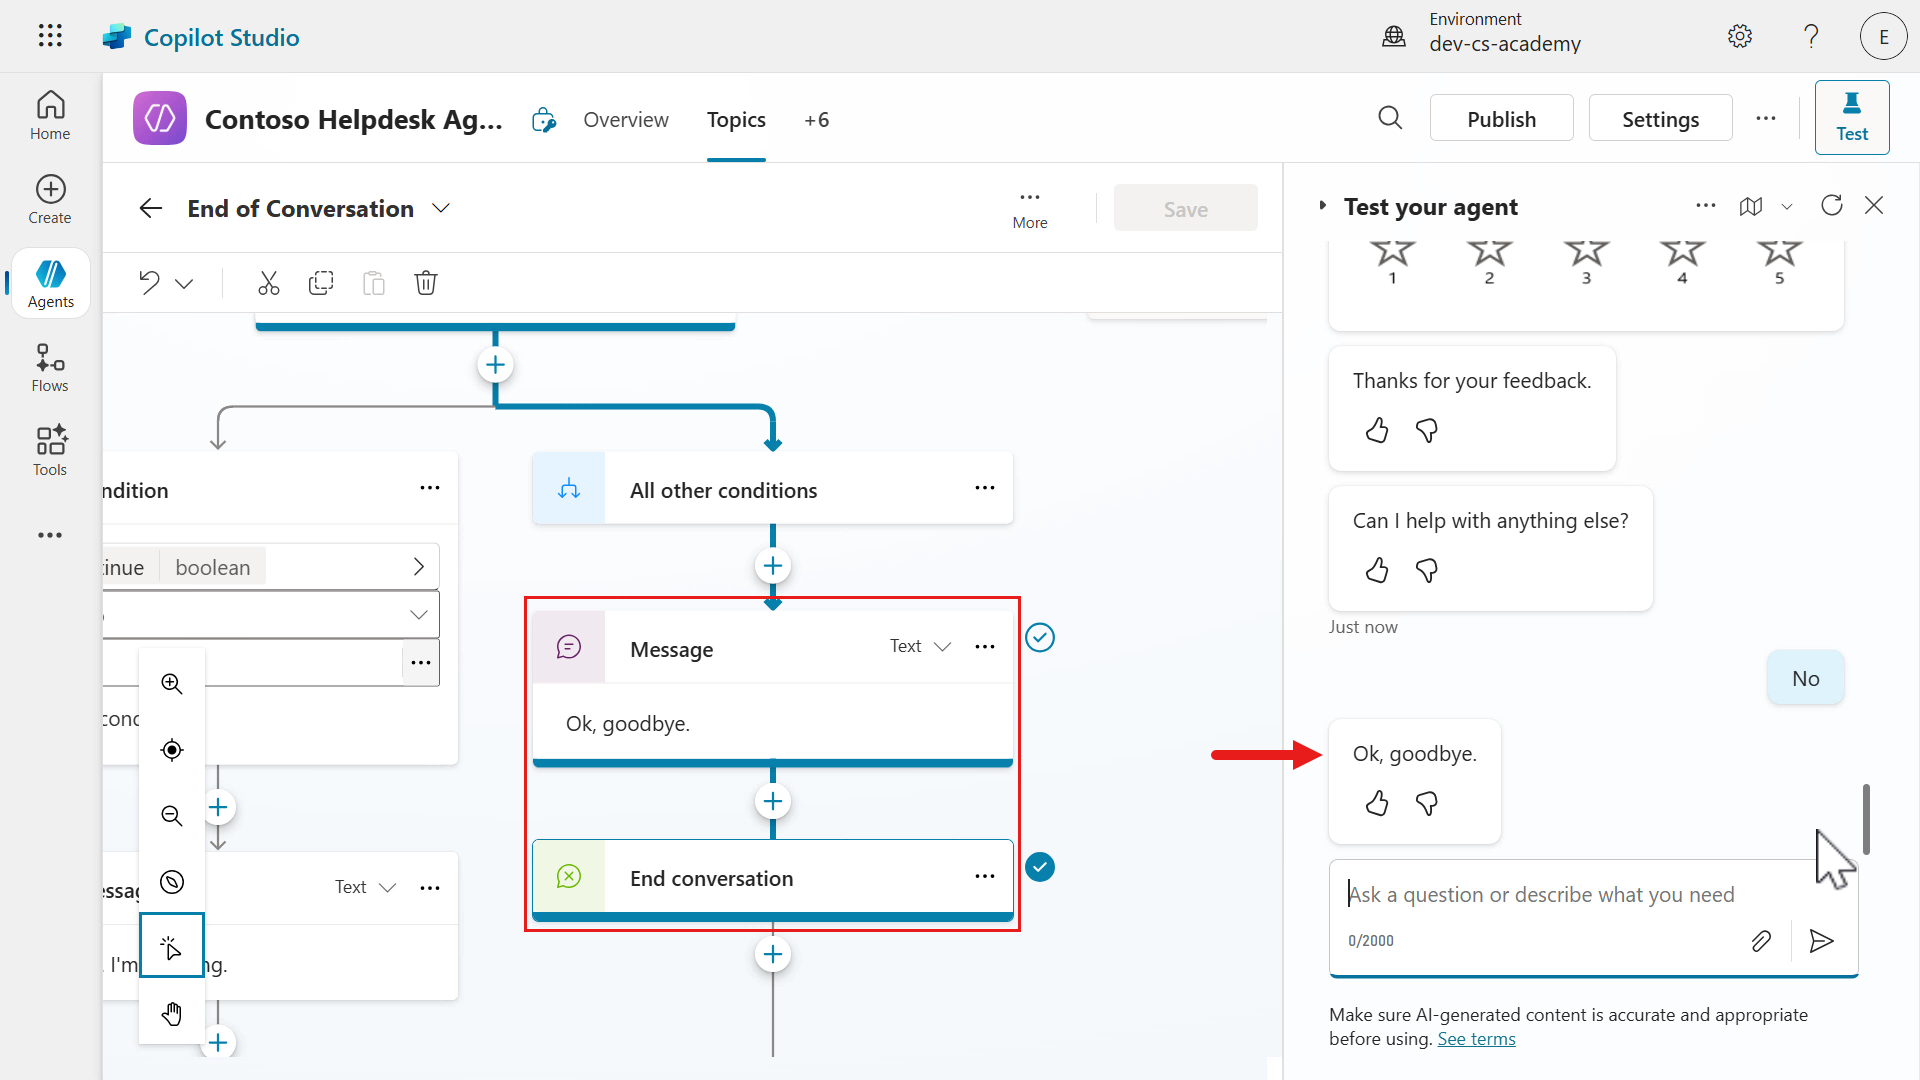 Copilot Studio
Environment
dev-cs-academy
E
Home
Create
Agents
Flows
Tools
Contoso Helpdesk Ag...
Overview
Topics
+6
Publish
Settings
Test
End of Conversation
More
Save
ndition
tinue
boolean
Text
I'm
ng.
All other conditions
Message
Text
Ok, goodbye.
End conversation
Test your agent
1
2
3
4
5
Thanks for your feedback.
Can I help with anything else?
Just now
No
Ok, goodbye.
Ask a question or describe what you need
0/2000
Make sure AI-generated content is accurate and appropriate
before using. See terms